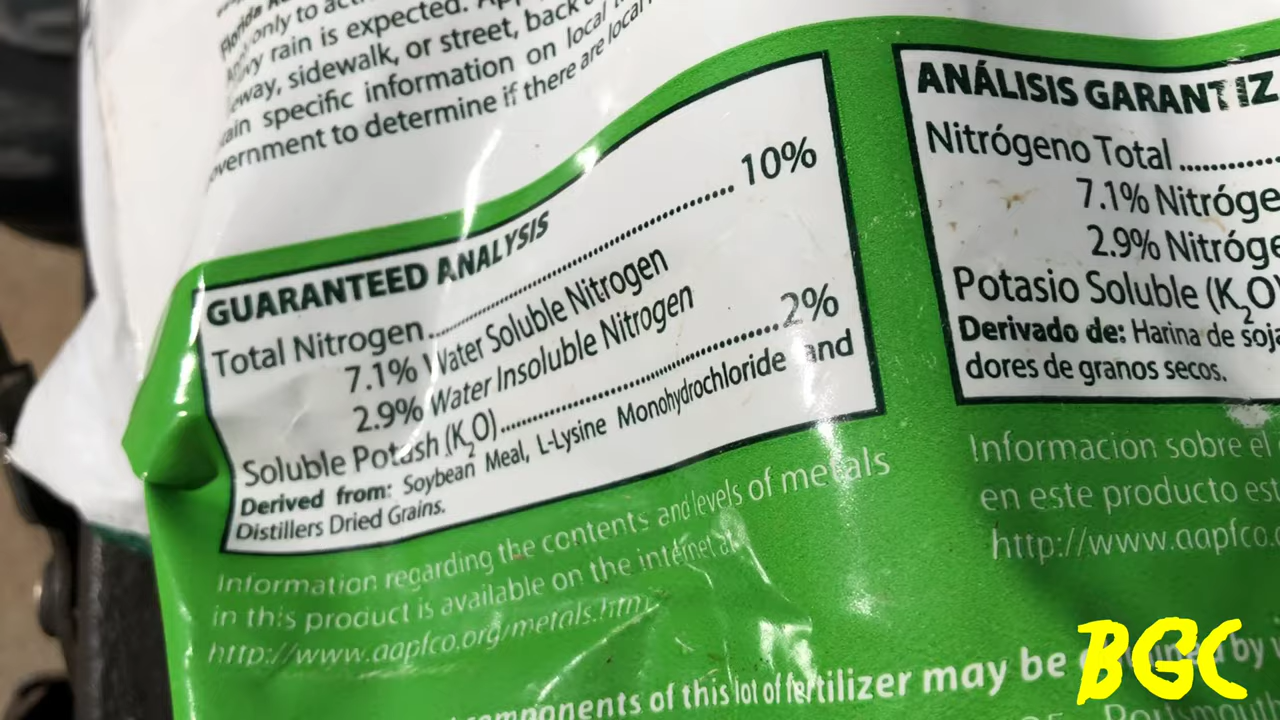 Florida
only to
rain is expected.
sidewalk, or street, back
specific information on local
government to determine if there are local
GUARANTEED ANALYSIS
Total Nitrogen.......... 10%
7.1% Water Soluble Nitrogen
2.9% Water Insoluble Nitrogen
Soluble Potash (K2O)..........2%
Derived from: Soybean Meal, L-Lysine Monohydrochloride and
Distillers Dried Grains.
Information regarding the contents and levels of metals
in this product is available on the internet at
http://www.aapfco.org/metals.htm
ANÁLISIS GARANTIZ
Nitrógeno Total..........
7.1% Nitróge
2.9% Nitróge
Potasio Soluble (K2O)
Derivado de: Harina de soja
dores de granos secos.
Información sobre el
en este producto est
http://www.aapfco.o
components of this lot of fertilizer may be by
BGC